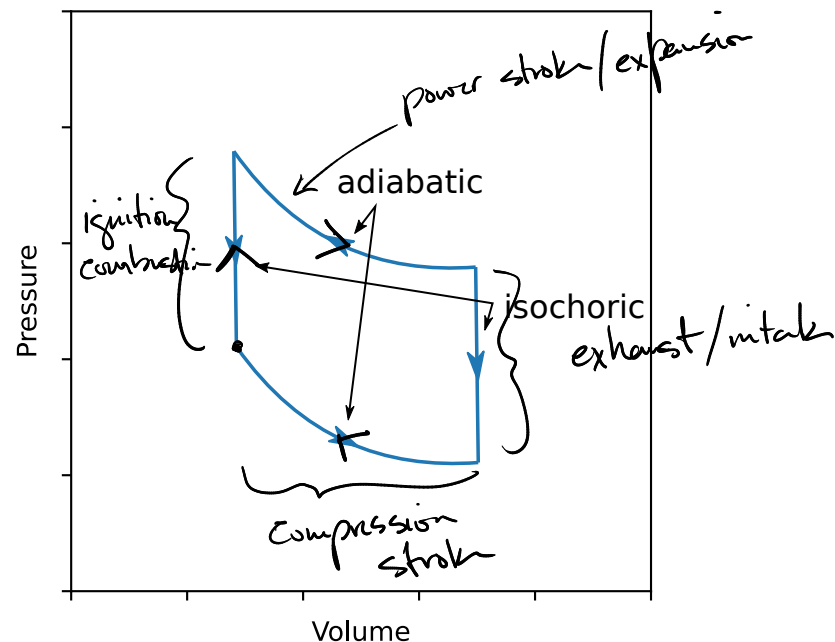 power stroke/expansion
adiabatic
ignition
combustion
Pressure
isochoric
exhaust/intake
compression
stroke
Volume